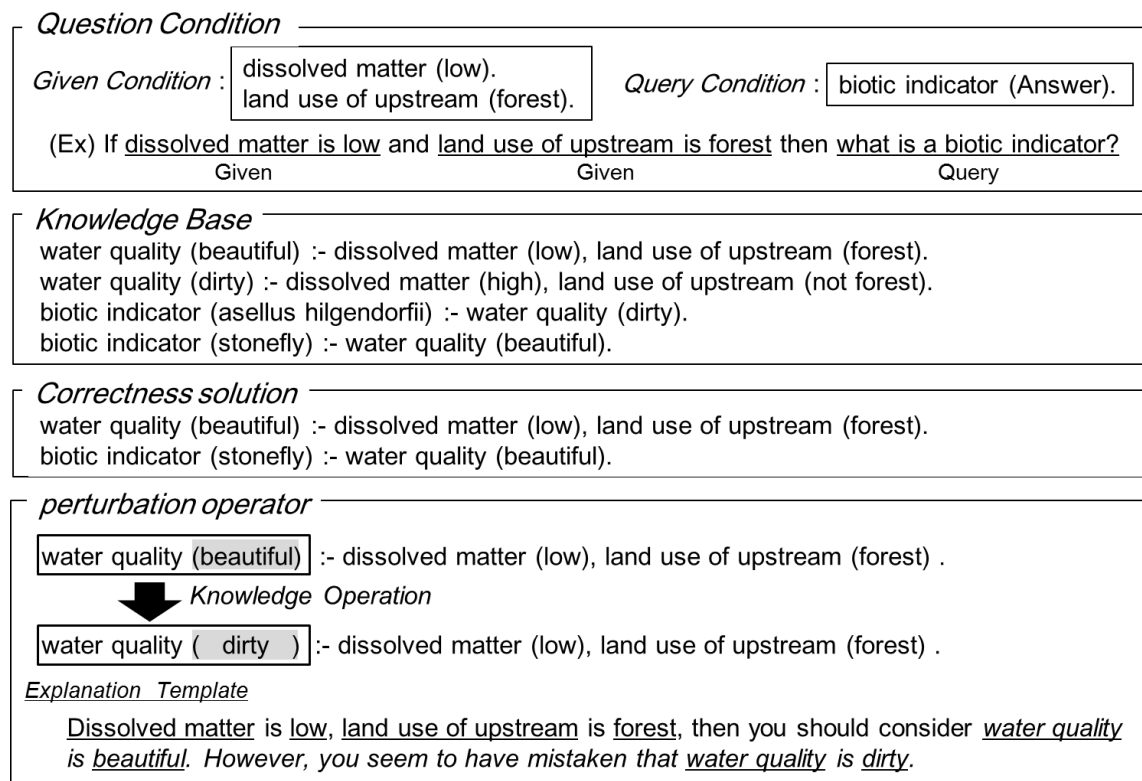 Question Condition
Given Condition : dissolved matter (low). land use of upstream (forest). Query Condition : biotic indicator (Answer).
(Ex) If dissolved matter is low and land use of upstream is forest then what is a biotic indicator?
Given Given Query
Knowledge Base
water quality (beautiful) :- dissolved matter (low), land use of upstream (forest).
water quality (dirty) :- dissolved matter (high), land use of upstream (not forest).
biotic indicator (asellus hilgendorfii) :- water quality (dirty).
biotic indicator (stonefly) :- water quality (beautiful).
Correctness solution
water quality (beautiful) :- dissolved matter (low), land use of upstream (forest).
biotic indicator (stonefly) :- water quality (beautiful).
perturbation operator
water quality (beautiful) :- dissolved matter (low), land use of upstream (forest) .
Knowledge Operation
water quality ( dirty ) :- dissolved matter (low), land use of upstream (forest) .
Explanation Template
Dissolved matter is low, land use of upstream is forest, then you should consider water quality
is beautiful. However, you seem to have mistaken that water quality is dirty.